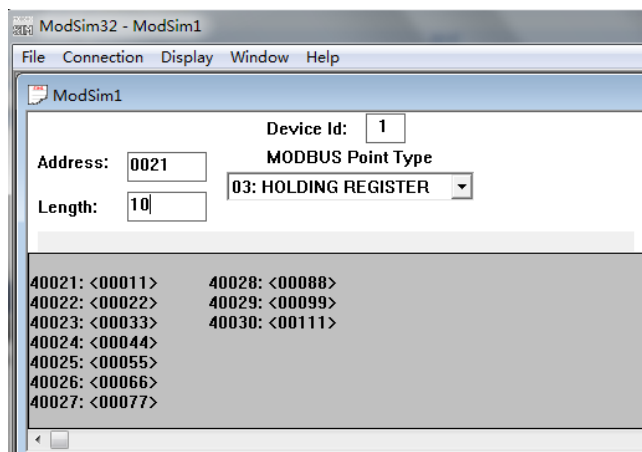 ModSim32 - ModSim1
File Connection Display Window Help
ModSim1
Device Id: 1
Address: 0021
MODBUS Point Type
03: HOLDING REGISTER
Length: 10
40021: <00011> 40028: <00088>
40022: <00022> 40029: <00099>
40023: <00033> 40030: <00111>
40024: <00044>
40025: <00055>
40026: <00066>
40027: <00077>